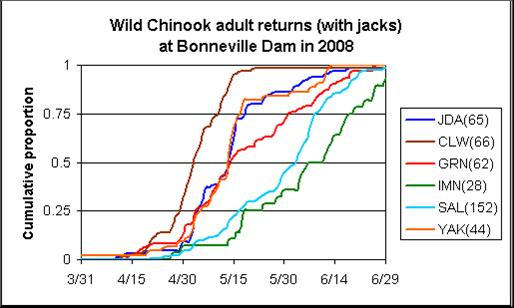 Wild Chinook adult returns (with jacks)
at Bonneville Dam in 2008
Cumulative proportion
1
0.75
0.5
0.25
0
3/31 4/15 4/30 5/15 5/30 6/14 6/29
JDA(65)
CLW(66)
GRN(62)
IMN(28)
SAL(152)
YAK(44)